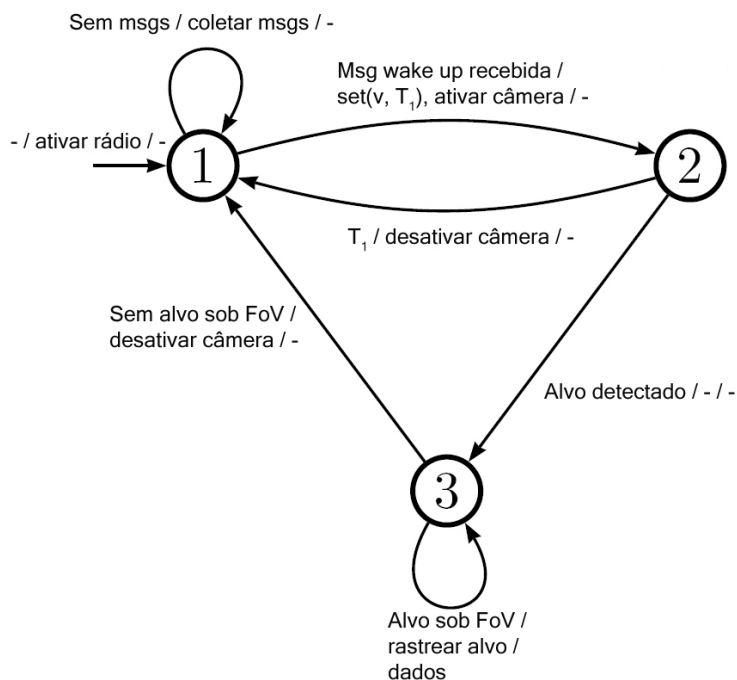 Sem msgs / coletar msgs / -
Msg wake up recebida /
set(v, T₁), ativar câmera / -
- / ativar rádio / -
1
2
T₁ / desativar câmera / -
Sem alvo sob FoV /
desativar câmera / -
Alvo detectado / - / -
3
Alvo sob FoV /
rastrear alvo /
dados